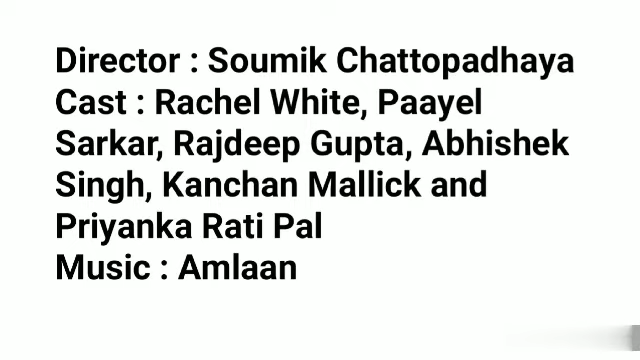 Director : Soumik Chattopadhaya
Cast : Rachel White, Paayel
Sarkar, Rajdeep Gupta, Abhishek
Singh, Kanchan Mallick and
Priyanka Rati Pal
Music : Amlaan